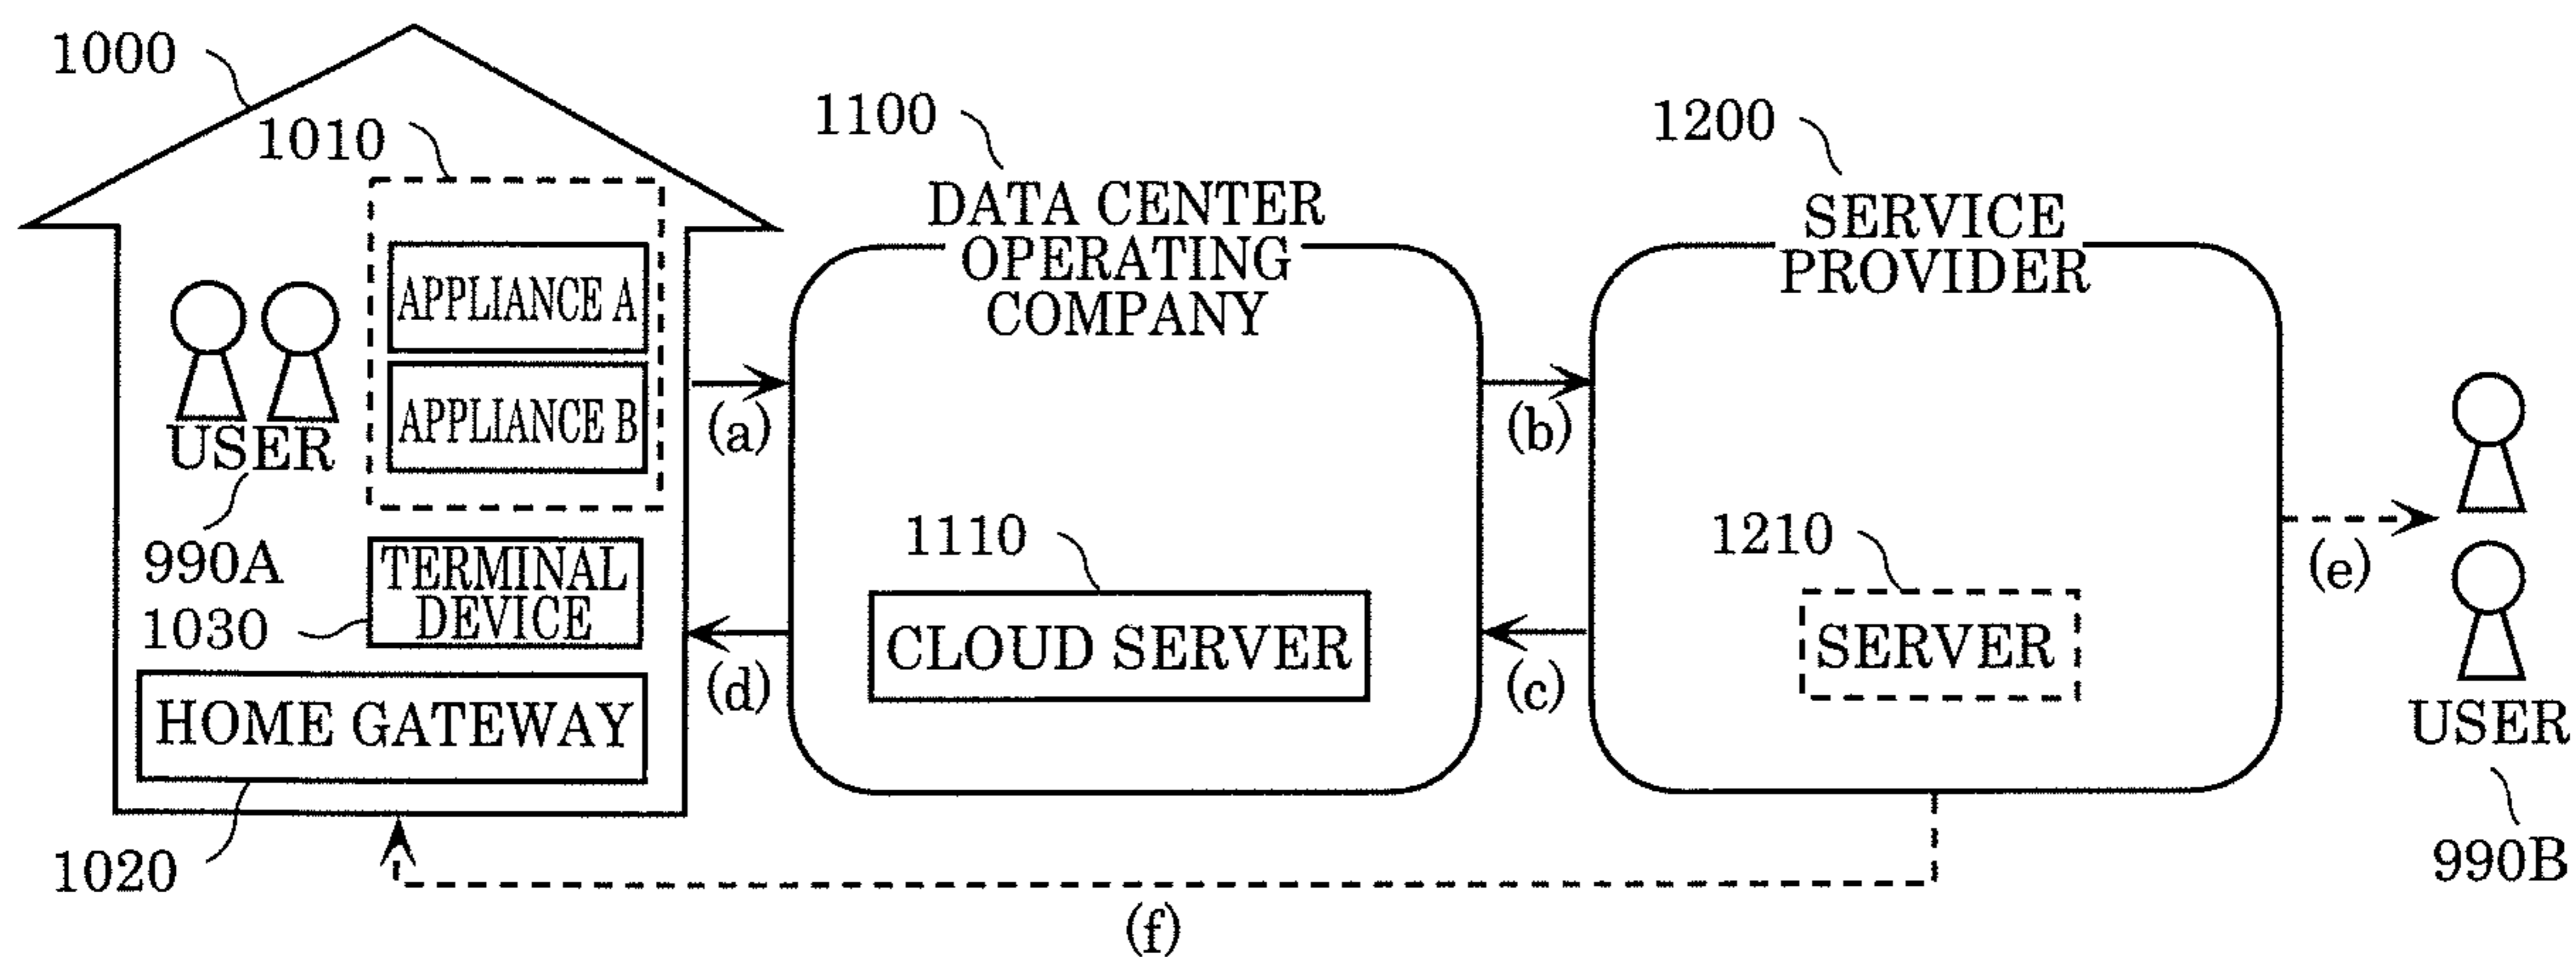 1000
1010
1100
1200
DATA CENTER
OPERATING
COMPANY
SERVICE
PROVIDER
APPLIANCE A
APPLIANCE B
USER
990A
(a)
(b)
TERMINAL
DEVICE
1030
HOME GATEWAY
1020
(d)
1110
CLOUD SERVER
(c)
1210
SERVER
(e)
USER
990B
(f)